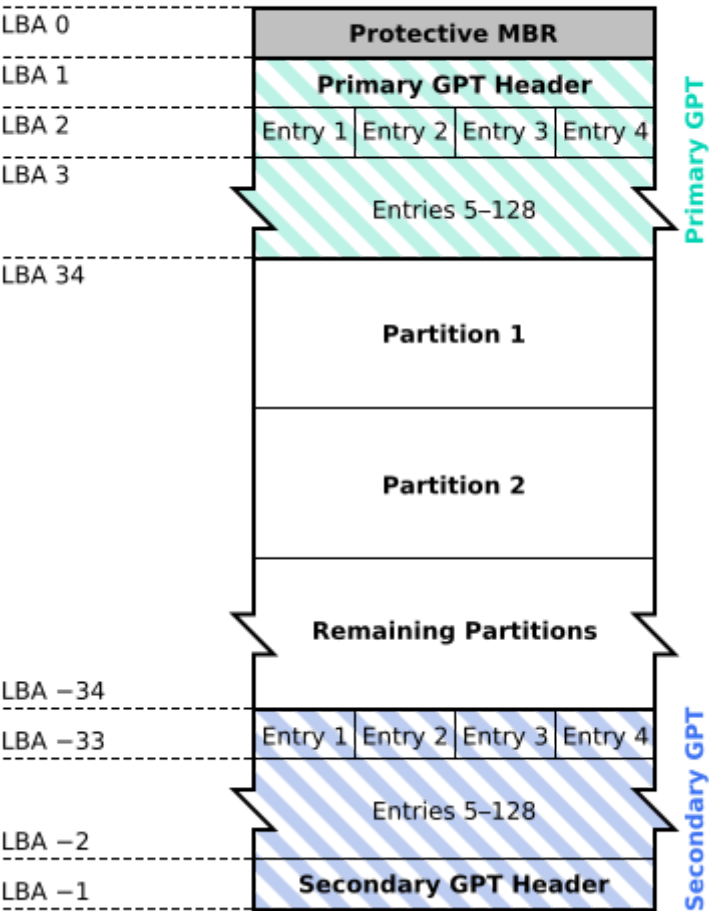 LBA 0
Protective MBR
LBA 1
Primary GPT Header
LBA 2
Entry 1 Entry 2 Entry 3 Entry 4
LBA 3
Entries 5–128
Primary GPT
LBA 34
Partition 1
Partition 2
Remaining Partitions
LBA −34
LBA −33
Entry 1 Entry 2 Entry 3 Entry 4
Entries 5–128
LBA −2
LBA −1
Secondary GPT Header
Secondary GPT